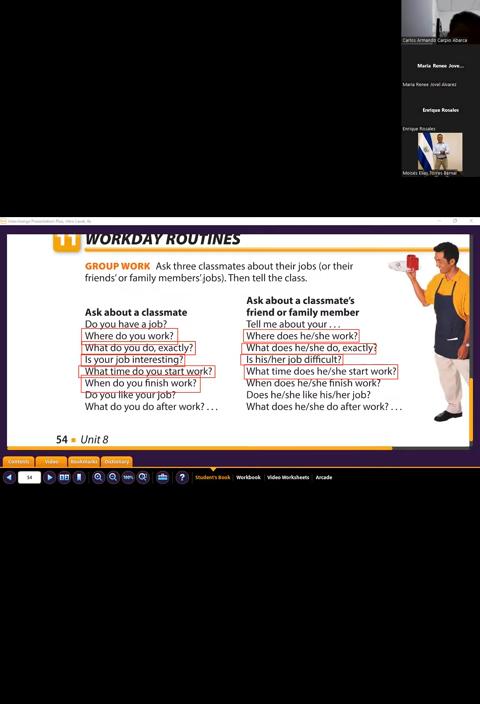 Carlos Armando Carpio Abarca
Maria Renee Jove...
Maria Renee Jovel Alvarez
Enrique Rosales
Enrique Rosales
Moisés Elías Torres Bernal
Interchange Presentation Plus, Intro Level, 4e
11 WORKDAY ROUTINES
GROUP WORK Ask three classmates about their jobs (or their
friends' or family members' jobs). Then tell the class.
Ask about a classmate
Do you have a job?
Where do you work?
What do you do, exactly?
Is your job interesting?
What time do you start work?
When do you finish work?
Do you like your job?
What do you do after work? . . .
Ask about a classmate's
friend or family member
Tell me about your . . .
Where does he/she work?
What does he/she do, exactly?
Is his/her job difficult?
What time does he/she start work?
When does he/she finish work?
Does he/she like his/her job?
What does he/she do after work? . . .
54 ■ Unit 8
Contents Video Bookmarks Dictionary
54 100% ? Student's Book Workbook Video Worksheets Arcade